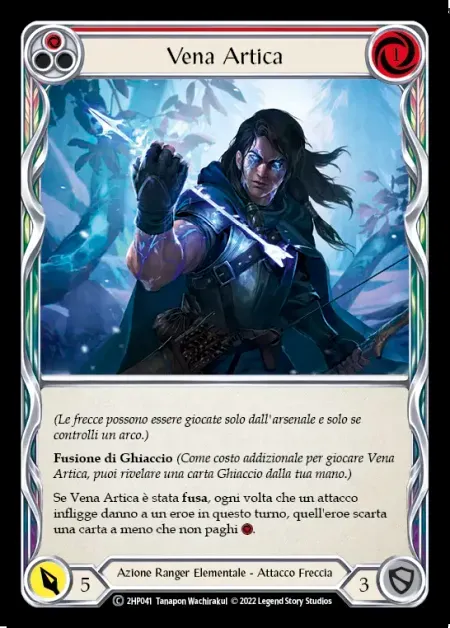 Vena Artica
1
(Le frecce possono essere giocate solo dall'arsenale e solo se
controlli un arco.)
Fusione di Ghiaccio (Come costo addizionale per giocare Vena
Artica, puoi rivelare una carta Ghiaccio dalla tua mano.)
Se Vena Artica è stata fusa, ogni volta che un attacco
infligge danno a un eroe in questo turno, quell'eroe scarta
una carta a meno che non paghi
5
Azione Ranger Elementale - Attacco Freccia
3
C 2HP041 Tanapon Wachirakul © 2022 Legend Story Studios